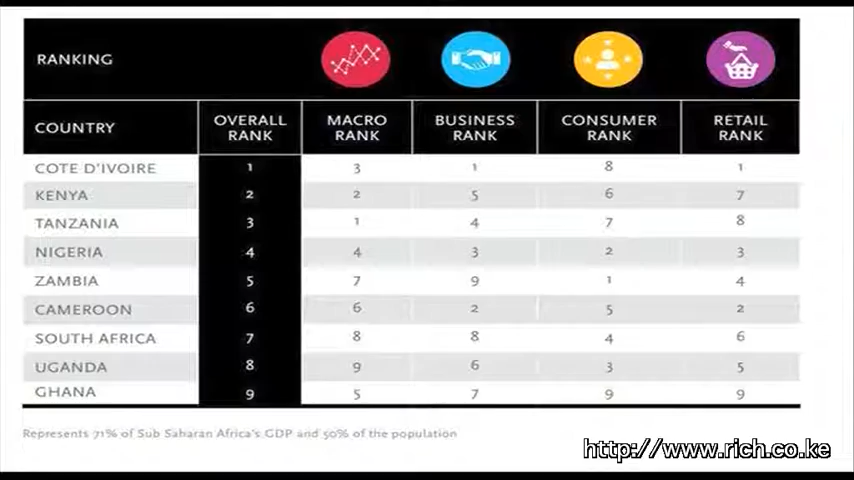 RANKING
COUNTRY OVERALL RANK MACRO RANK BUSINESS RANK CONSUMER RANK RETAIL RANK
COTE D'IVOIRE 1 3 1 8 1
KENYA 2 2 5 6 7
TANZANIA 3 1 4 7 8
NIGERIA 4 4 3 2 3
ZAMBIA 5 7 9 1 4
CAMEROON 6 6 2 5 2
SOUTH AFRICA 7 8 8 4 6
UGANDA 8 9 6 3 5
GHANA 9 5 7 9 9
Represents 71% of Sub Saharan Africa's GDP and 50% of the population
http://www.rich.co.ke